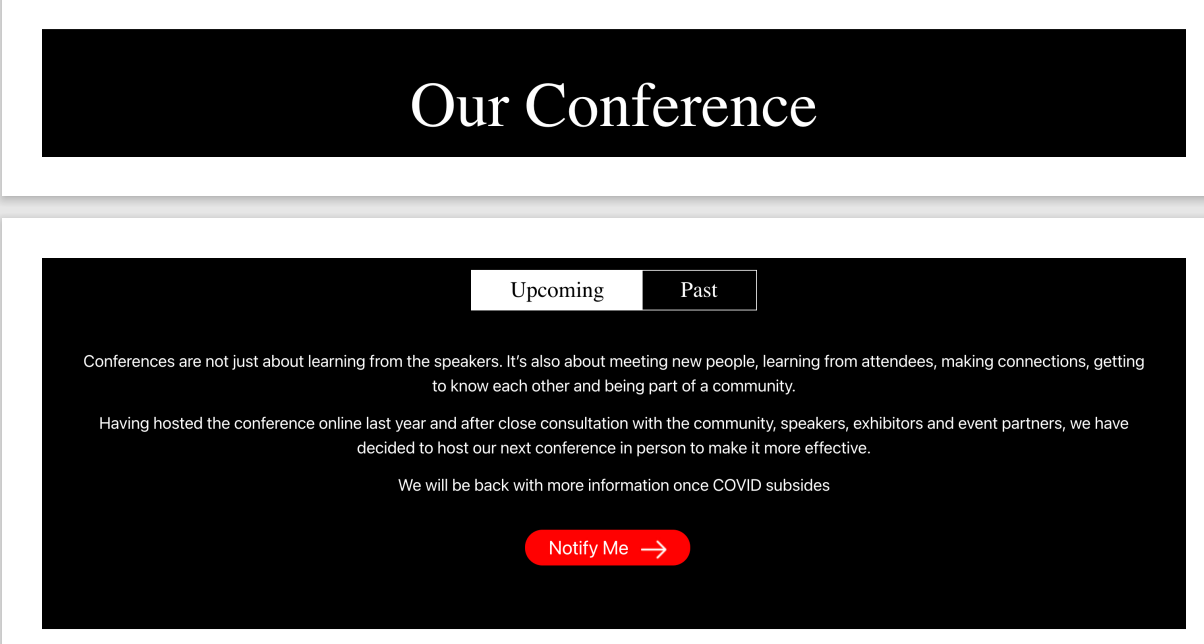 Our Conference
Upcoming
Past
Conferences are not just about learning from the speakers. It’s also about meeting new people, learning from attendees, making connections, getting
to know each other and being part of a community.
Having hosted the conference online last year and after close consultation with the community, speakers, exhibitors and event partners, we have
decided to host our next conference in person to make it more effective.
We will be back with more information once COVID subsides
Notify Me